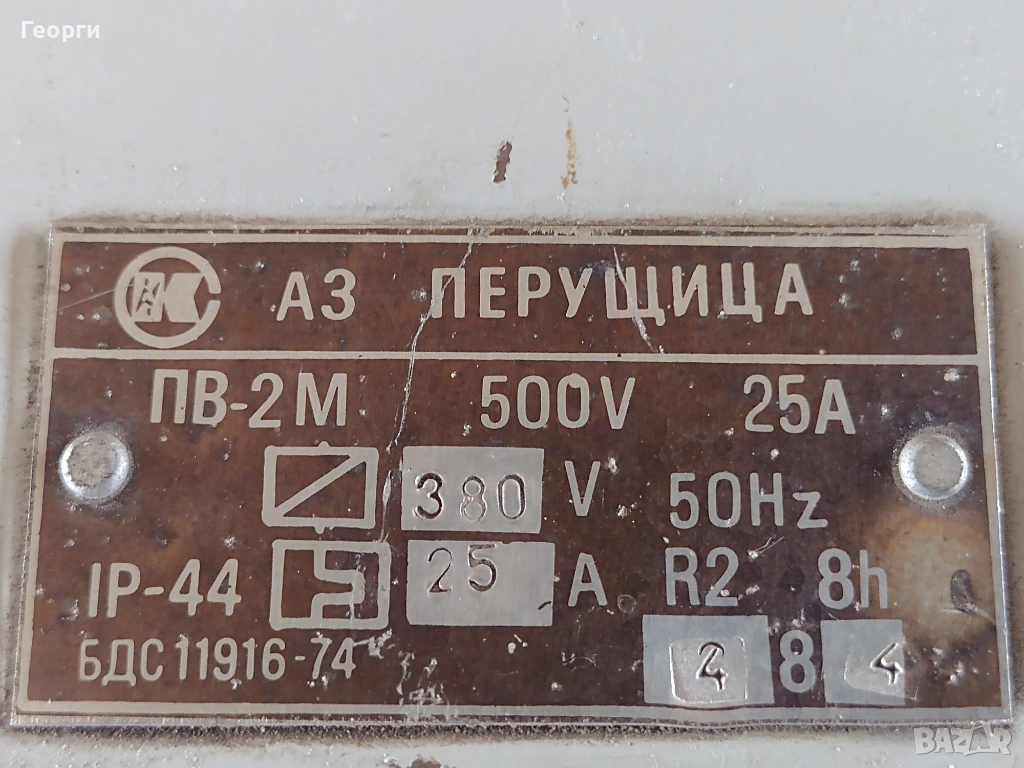 Георги
АЗ ПЕРУЩИЦА
ПВ-2М 500V 25A
380 V 50Hz
IP-44 25 A R2 8h
БДС 11916-74 2 8 4
BAZAR